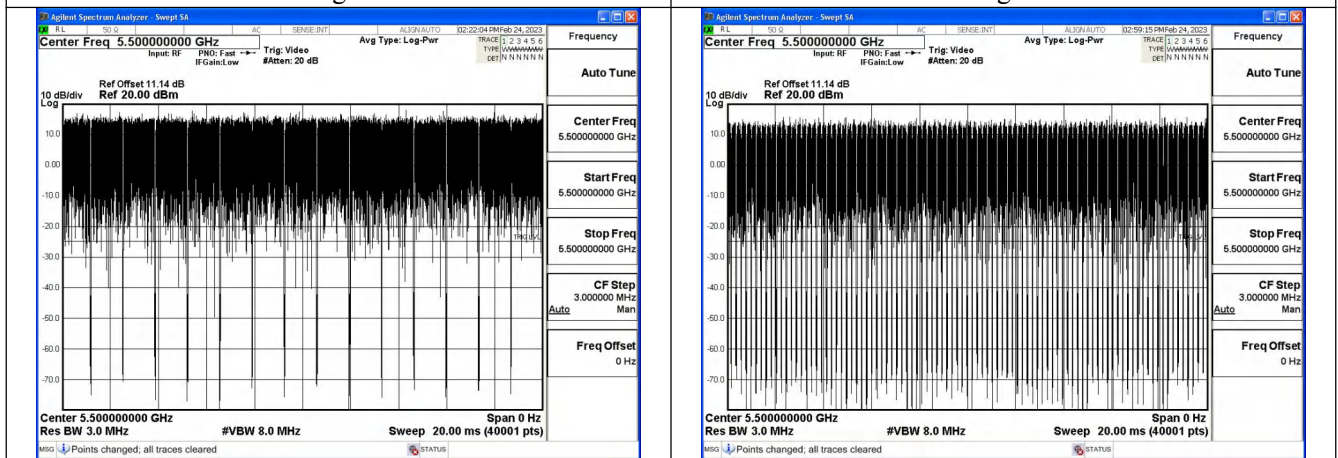 Agilent Spectrum Analyzer - Swept SA
RL 50 Ω AC SENSE:INT ALIGNAUTO 02:22:04 PM Feb 24, 2023
Center Freq 5.500000000 GHz
Input: RF PNO: Fast Trig: Video Avg Type: Log-Pwr TRACE 1 2 3 4 5 6
IFGain:Low #Atten: 20 dB TYPE
DET N N N N N N
Ref Offset 11.14 dB
10 dB/div Ref 20.00 dBm
Log
10.0
0.00
-10.0
-20.0
TRIG LVL
-30.0
-40.0
-50.0
-60.0
-70.0
Center 5.500000000 GHz Span 0 Hz
Res BW 3.0 MHz #VBW 8.0 MHz Sweep 20.00 ms (40001 pts)
MSG Points changed; all traces cleared STATUS
Frequency
Auto Tune
Center Freq
5.500000000 GHz
Start Freq
5.500000000 GHz
Stop Freq
5.500000000 GHz
CF Step
3.000000 MHz
Auto Man
Freq Offset
0 Hz
Agilent Spectrum Analyzer - Swept SA
RL 50 Ω AC SENSE:INT ALIGNAUTO 02:59:15 PM Feb 24, 2023
Center Freq 5.500000000 GHz
Input: RF PNO: Fast Trig: Video Avg Type: Log-Pwr TRACE 1 2 3 4 5 6
IFGain:Low #Atten: 20 dB TYPE
DET N N N N N N
Ref Offset 11.14 dB
10 dB/div Ref 20.00 dBm
Log
10.0
0.00
-10.0
-20.0
-30.0
-40.0
-50.0
-60.0
-70.0
Center 5.500000000 GHz Span 0 Hz
Res BW 3.0 MHz #VBW 8.0 MHz Sweep 20.00 ms (40001 pts)
MSG Points changed; all traces cleared STATUS
Frequency
Auto Tune
Center Freq
5.500000000 GHz
Start Freq
5.500000000 GHz
Stop Freq
5.500000000 GHz
CF Step
3.000000 MHz
Auto Man
Freq Offset
0 Hz